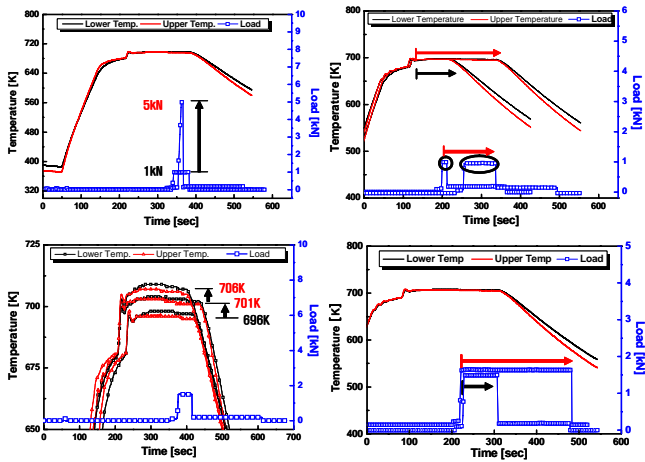 Lower Temp. Upper Temp. Load
Temperature [K]
800
720
640
560
480
400
320
5kN
1kN
10
9
8
7
6
5
4
3
2
1
0
Load [kN]
0 100 200 300 400 500 600
Time [sec]
Lower Temperature Upper Temperature Load
Temperature [K]
800
700
600
500
400
6
5
4
3
2
1
0
Load [kN]
0 100 200 300 400 500 600
Time [sec]
Lower Temp. Upper Temp. Load
Temperature [K]
725
700
675
650
706K
701K
696K
10
8
6
4
2
0
Load [kN]
0 100 200 300 400 500 600 700
Time [sec]
Lower Temp Upper Temp Load
Temperature [K]
800
700
600
500
400
5
4
3
2
1
0
Load [kN]
0 100 200 300 400 500 600
Time [sec]